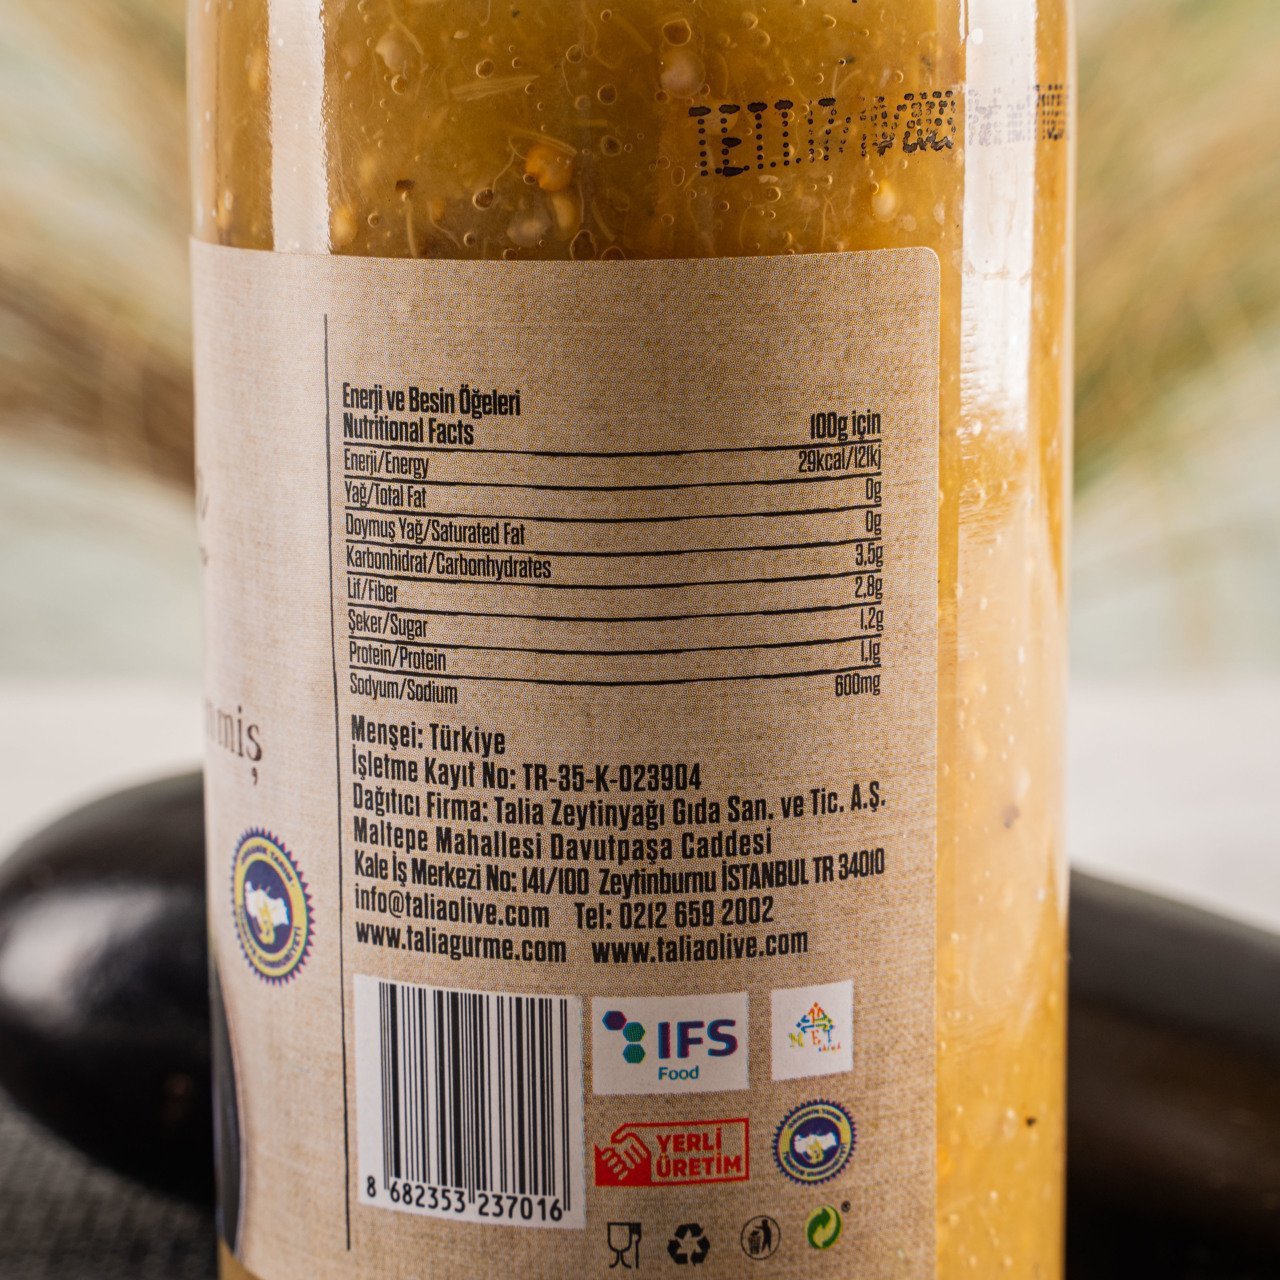 Enerji ve Besin Öğeleri
Nutritional Facts 100g için
Enerji/Energy 29kcal/121kj
Yağ/Total Fat 0g
Doymuş Yağ/Saturated Fat 0g
Karbonhidrat/Carbonhydrates 3,5g
Lif/Fiber 2,8g
Şeker/Sugar 1,2g
Protein/Protein 1,1g
Sodyum/Sodium 600mg
Menşei: Türkiye
İşletme Kayıt No: TR-35-K-023904
Dağıtıcı Firma: Talia Zeytinyağı Gıda San. ve Tic. A.Ş.
Maltepe Mahallesi Davutpaşa Caddesi
Kale İş Merkezi No: 141/100 Zeytinburnu İSTANBUL TR 34010
info@taliaolive.com Tel: 0212 659 2002
www.taliagurme.com www.taliaolive.com
8 682353 237016
IFS
Food
YERLİ
ÜRETİM